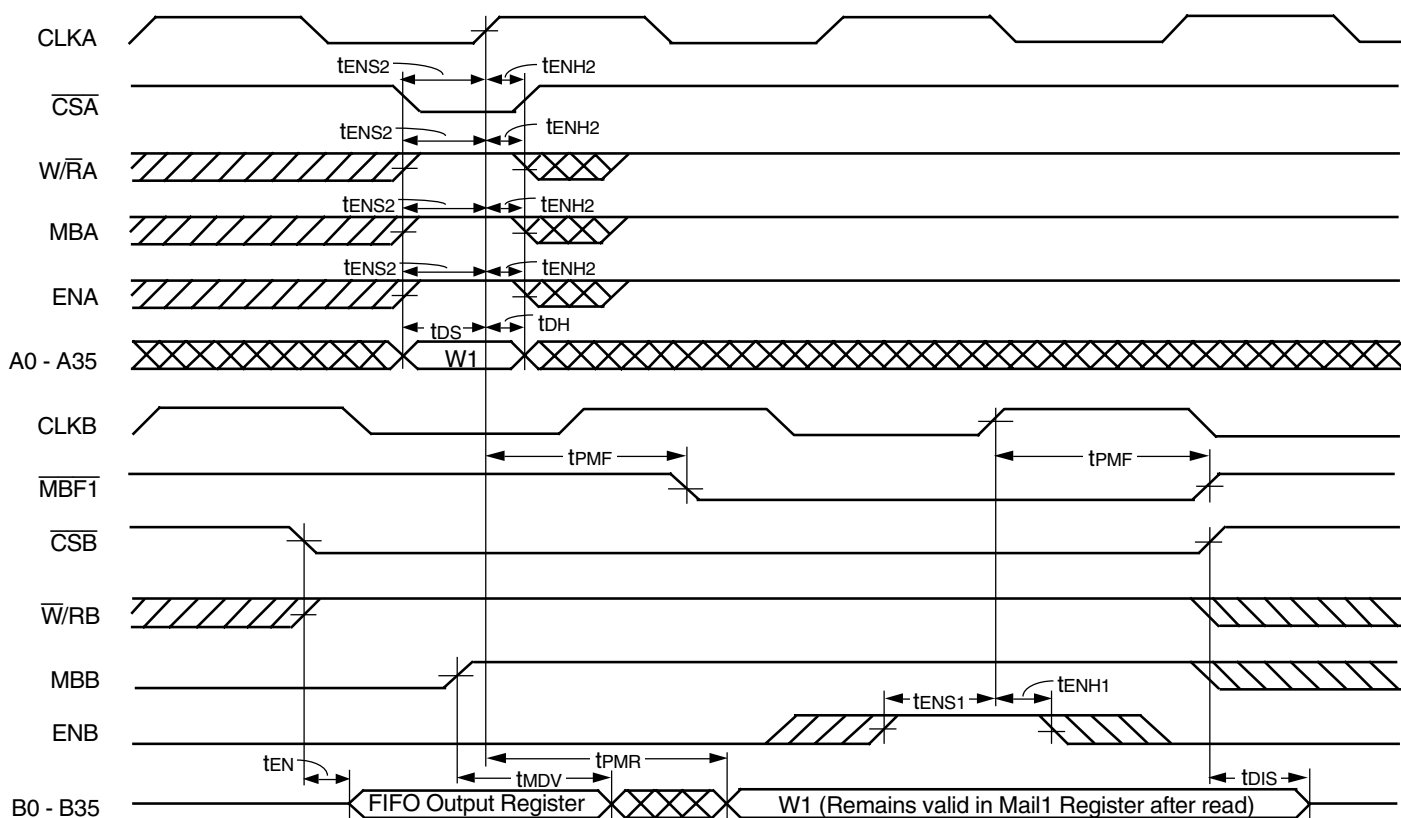 CLKA
tENS2 tENH2
CSA
tENS2 tENH2
W/RA
tENS2 tENH2
MBA
tENS2 tENH2
ENA
tDS tDH
A0 - A35 W1
CLKB
tPMF tPMF
MBF1
CSB
W/RB
MBB
tENS1 tENH1
ENB
tEN tPMR
tMDV tDIS
B0 - B35 FIFO Output Register W1 (Remains valid in Mail1 Register after read)